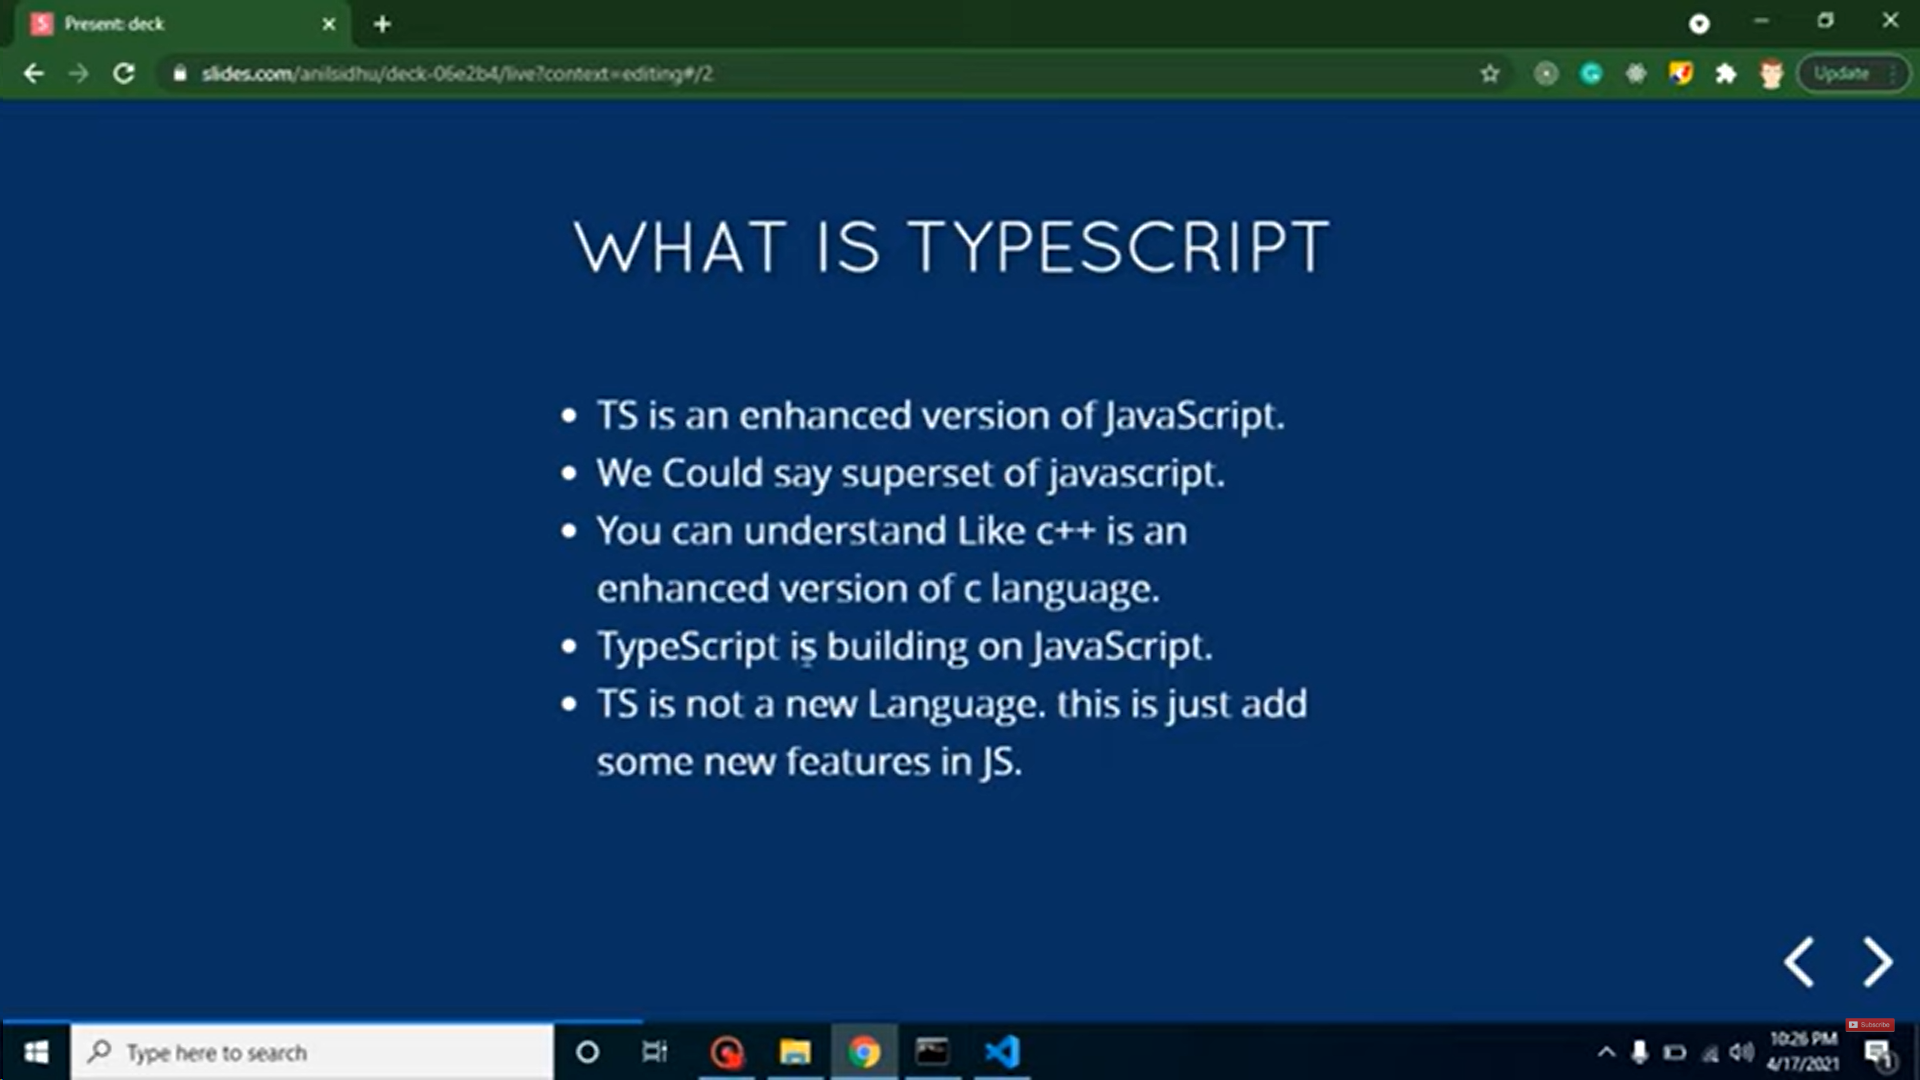 Present: deck
slides.com/anilsidhu/deck-06e2b4/live?context=editing#/2
Update
WHAT IS TYPESCRIPT
• TS is an enhanced version of JavaScript.
• We Could say superset of javascript.
• You can understand Like c++ is an
enhanced version of c language.
• TypeScript is building on JavaScript.
• TS is not a new Language. this is just add
some new features in JS.
Subscribe
Type here to search
10:26 PM
4/17/2021
1